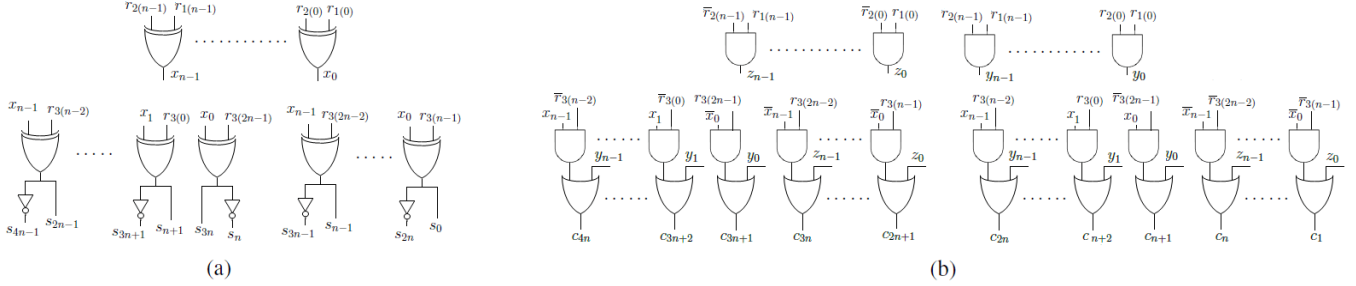 r2(n−1) r1(n−1) r2(0) r1(0)
xn−1 x0
xn−1 r3(n−2) x1 r3(0) x0 r3(2n−1) xn−1 r3(2n−2) x0 r3(n−1)
s4n−1 s2n−1 s3n+1 sn+1 s3n sn s3n−1 sn−1 s2n s0
(a)
r̅2(n−1) r1(n−1) r̅2(0) r1(0) r2(n−1) r1(n−1) r2(0) r1(0)
zn−1 z0 yn−1 y0
r̅3(n−2) r̅3(0) r3(2n−1) r3(2n−2) r3(n−1) r3(n−2) r3(0) r̅3(2n−1) r̅3(2n−2) r̅3(n−1)
xn−1 x1 x̅0 x̅n−1 x̅0 xn−1 x1 x0 x̅n−1 x̅0
yn−1 y1 y0 zn−1 z0 yn−1 y1 y0 zn−1 z0
c4n c3n+2 c3n+1 c3n c2n+1 c2n cn+2 cn+1 cn c1
(b)